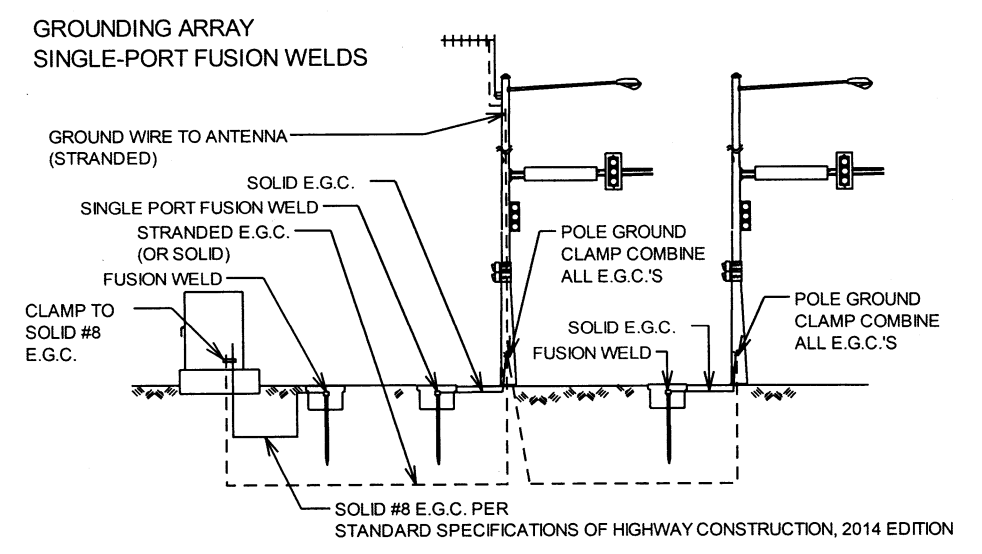 GROUNDING ARRAY
SINGLE-PORT FUSION WELDS
GROUND WIRE TO ANTENNA
(STRANDED)
SOLID E.G.C.
SINGLE PORT FUSION WELD
STRANDED E.G.C.
(OR SOLID)
FUSION WELD
CLAMP TO
SOLID #8
E.G.C.
POLE GROUND
CLAMP COMBINE
ALL E.G.C.'S
SOLID E.G.C.
FUSION WELD
POLE GROUND
CLAMP COMBINE
ALL E.G.C.'S
SOLID #8 E.G.C. PER
STANDARD SPECIFICATIONS OF HIGHWAY CONSTRUCTION, 2014 EDITION